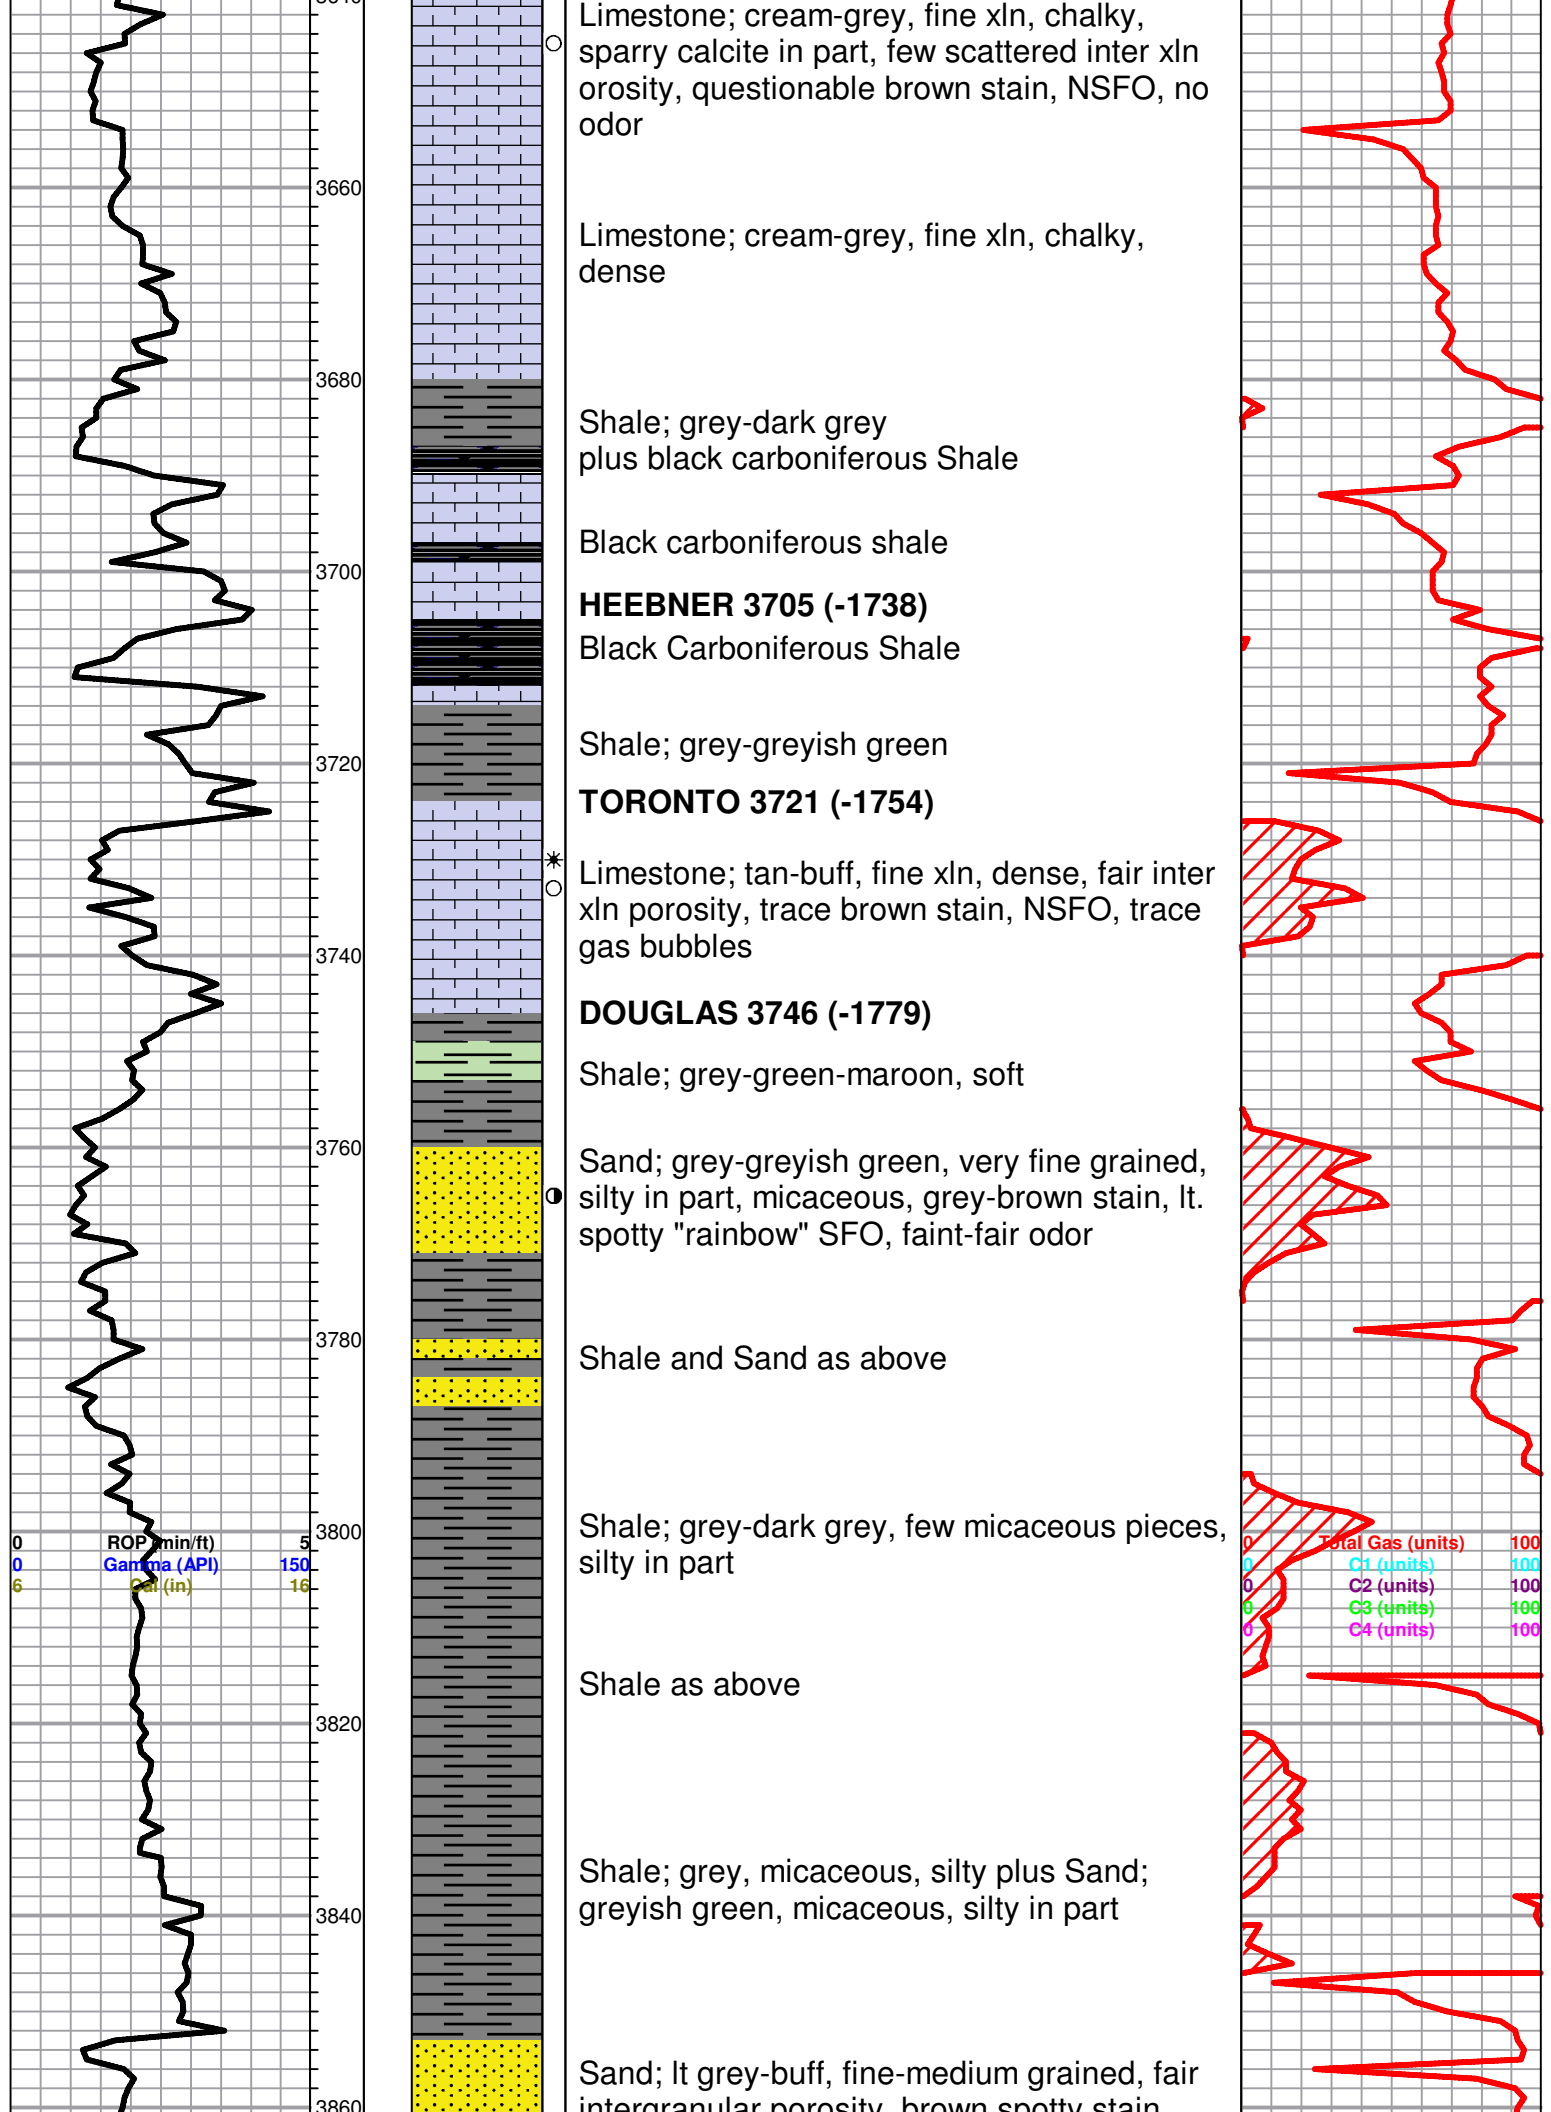 Limestone; cream-grey, fine xln, chalky,
sparry calcite in part, few scattered inter xln
orosity, questionable brown stain, NSFO, no
odor
3660
Limestone; cream-grey, fine xln, chalky,
dense
3680
Shale; grey-dark grey
plus black carboniferous Shale
Black carboniferous shale
3700
HEEBNER 3705 (-1738)
Black Carboniferous Shale
Shale; grey-greyish green
3720
TORONTO 3721 (-1754)
Limestone; tan-buff, fine xln, dense, fair inter
xln porosity, trace brown stain, NSFO, trace
gas bubbles
3740
DOUGLAS 3746 (-1779)
Shale; grey-green-maroon, soft
3760
Sand; grey-greyish green, very fine grained,
silty in part, micaceous, grey-brown stain, lt.
spotty "rainbow" SFO, faint-fair odor
3780
Shale and Sand as above
Shale; grey-dark grey, few micaceous pieces,
silty in part
3800
0 ROP (min/ft) 5
0 Gamma (API) 150
6 Cal (in) 16
0 Total Gas (units) 100
0 C1 (units) 100
0 C2 (units) 100
0 C3 (units) 100
0 C4 (units) 100
Shale as above
3820
Shale; grey, micaceous, silty plus Sand;
greyish green, micaceous, silty in part
3840
Sand; lt grey-buff, fine-medium grained, fair
intergranular porosity, brown spotty stain
3860